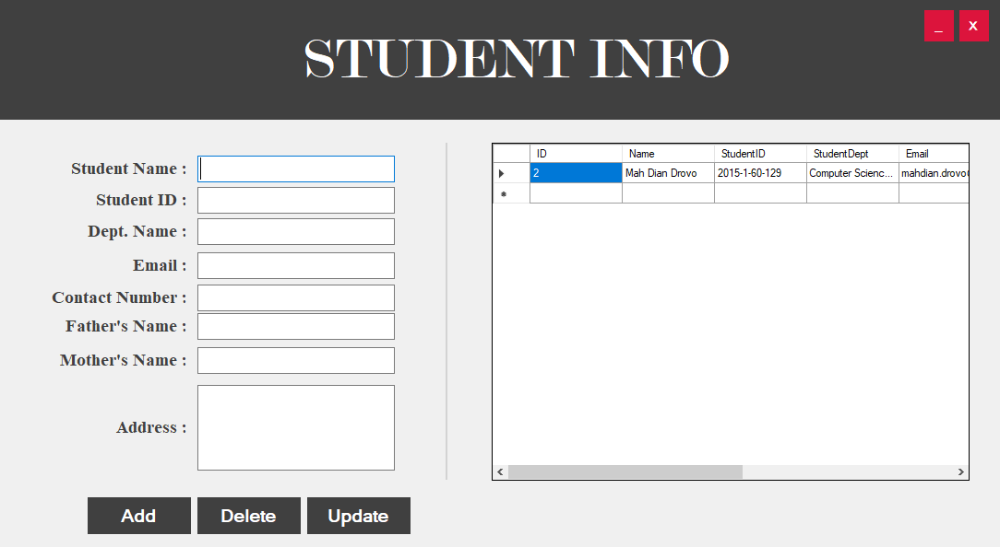 _ X
STUDENT INFO
Student Name :
Student ID :
Dept. Name :
Email :
Contact Number :
Father's Name :
Mother's Name :
Address :
Add Delete Update
ID Name StudentID StudentDept Email
2 Mah Dian Drovo 2015-1-60-129 Computer Scienc... mahdian.drovo